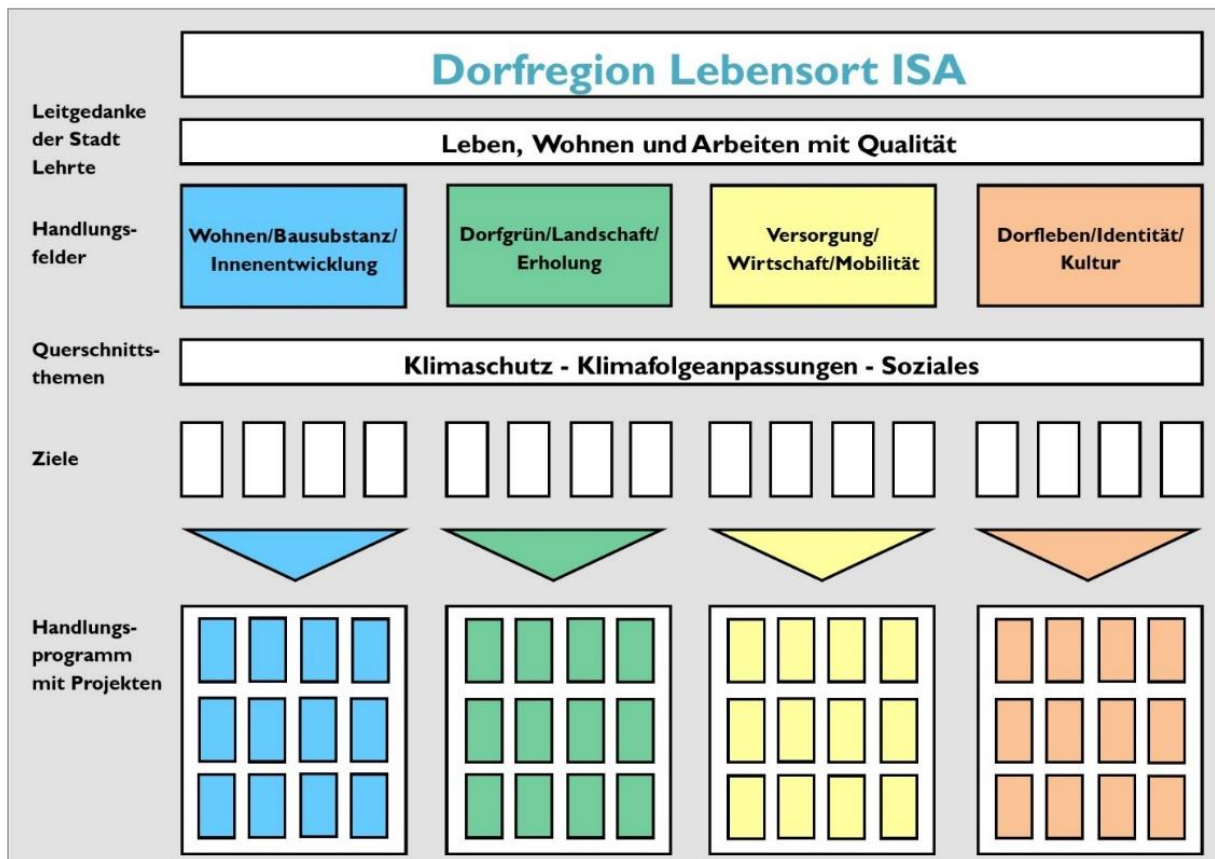 Dorfregion Lebensort ISA
Leitgedanke
der Stadt
Lehrte
Leben, Wohnen und Arbeiten mit Qualität
Handlungs-
felder
Wohnen/Bausubstanz/
Innenentwicklung
Dorfgrün/Landschaft/
Erholung
Versorgung/
Wirtschaft/Mobilität
Dorfleben/Identität/
Kultur
Querschnitts-
themen
Klimaschutz - Klimafolgeanpassungen - Soziales
Ziele
Handlungs-
programm
mit Projekten